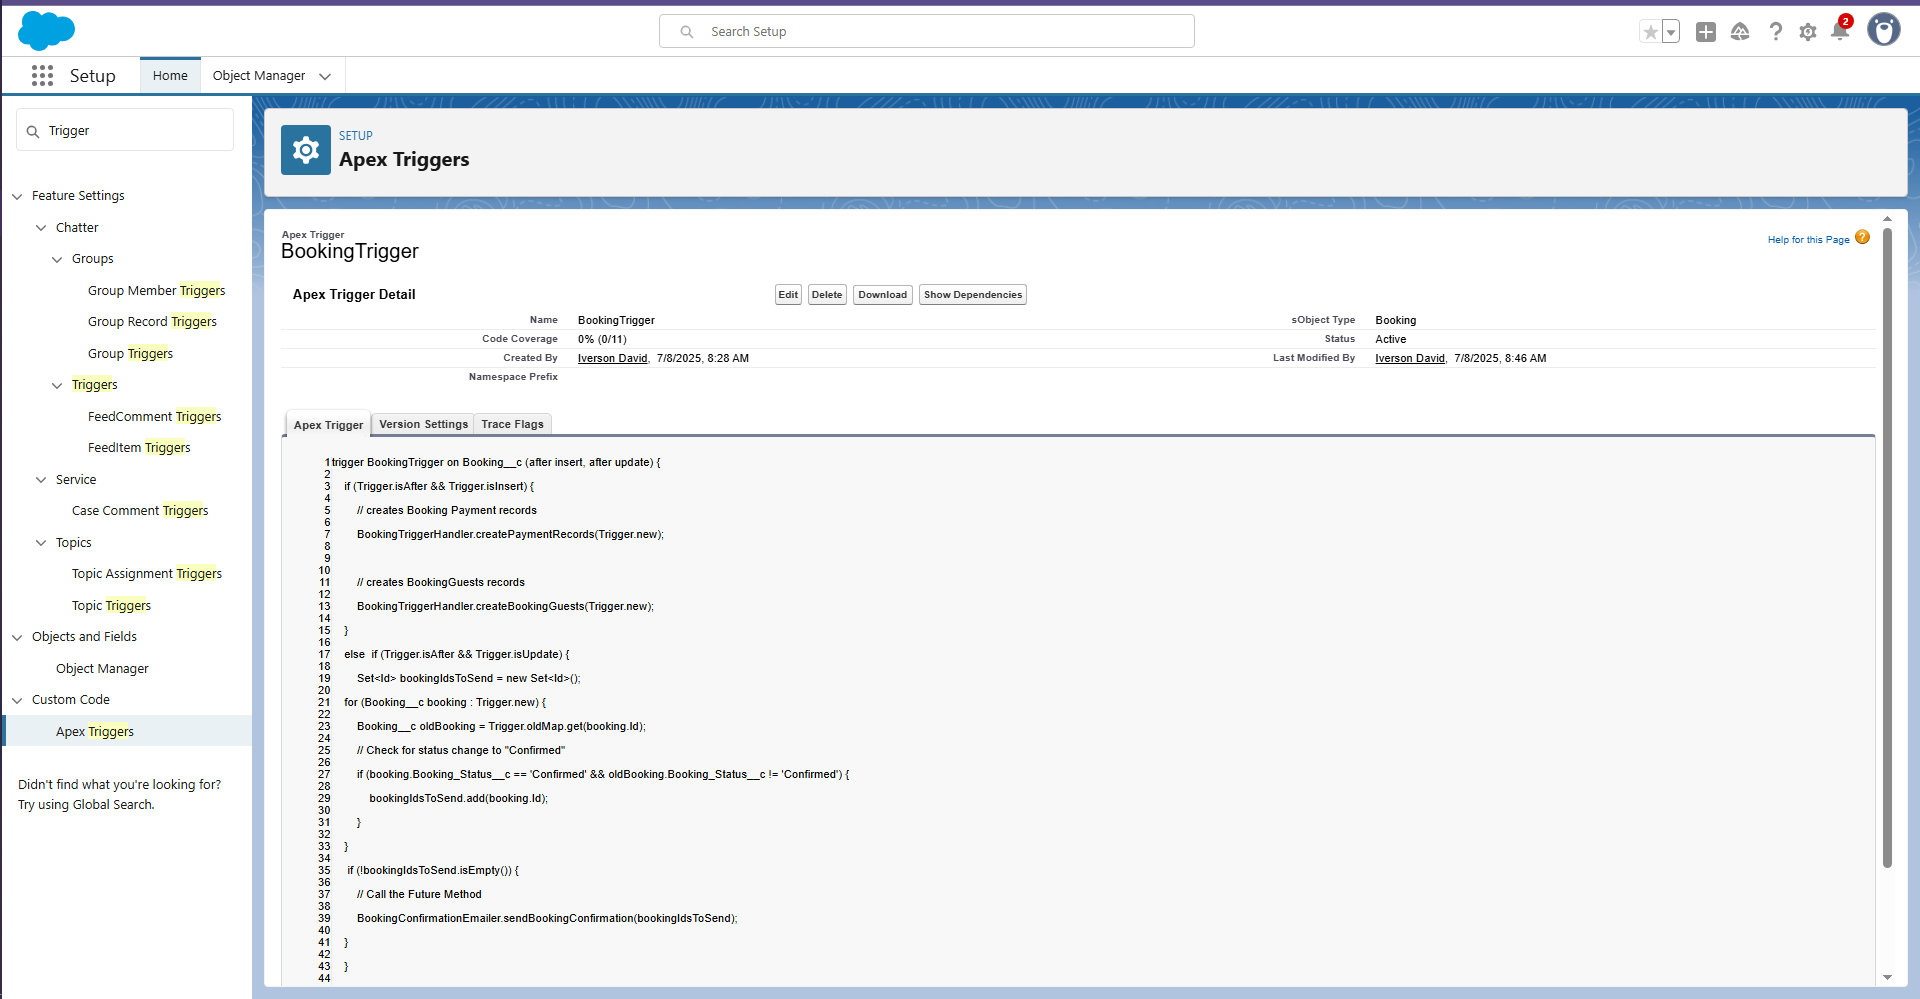 Search Setup
2
Setup
Home
Object Manager
Trigger
Feature Settings
Chatter
Groups
Group Member Triggers
Group Record Triggers
Group Triggers
Triggers
FeedComment Triggers
FeedItem Triggers
Service
Case Comment Triggers
Topics
Topic Assignment Triggers
Topic Triggers
Objects and Fields
Object Manager
Custom Code
Apex Triggers
Didn't find what you're looking for?
Try using Global Search.
SETUP
Apex Triggers
Apex Trigger
BookingTrigger
Help for this Page ?
Apex Trigger Detail Edit Delete Download Show Dependencies
Name BookingTrigger sObject Type Booking
Code Coverage 0% (0/11) Status Active
Created By Iverson David, 7/8/2025, 8:28 AM Last Modified By Iverson David, 7/8/2025, 8:46 AM
Namespace Prefix
Apex Trigger Version Settings Trace Flags
1 trigger BookingTrigger on Booking__c (after insert, after update) {
2
3 if (Trigger.isAfter && Trigger.isInsert) {
4
5 // creates Booking Payment records
6
7 BookingTriggerHandler.createPaymentRecords(Trigger.new);
8
9
10
11 // creates BookingGuests records
12
13 BookingTriggerHandler.createBookingGuests(Trigger.new);
14
15 }
16
17 else if (Trigger.isAfter && Trigger.isUpdate) {
18
19 Set<Id> bookingIdsToSend = new Set<Id>();
20
21 for (Booking__c booking : Trigger.new) {
22
23 Booking__c oldBooking = Trigger.oldMap.get(booking.Id);
24
25 // Check for status change to "Confirmed"
26
27 if (booking.Booking_Status__c == 'Confirmed' && oldBooking.Booking_Status__c != 'Confirmed') {
28
29 bookingIdsToSend.add(booking.Id);
30
31 }
32
33 }
34
35 if (!bookingIdsToSend.isEmpty()) {
36
37 // Call the Future Method
38
39 BookingConfirmationEmailer.sendBookingConfirmation(bookingIdsToSend);
40
41 }
42
43 }
44